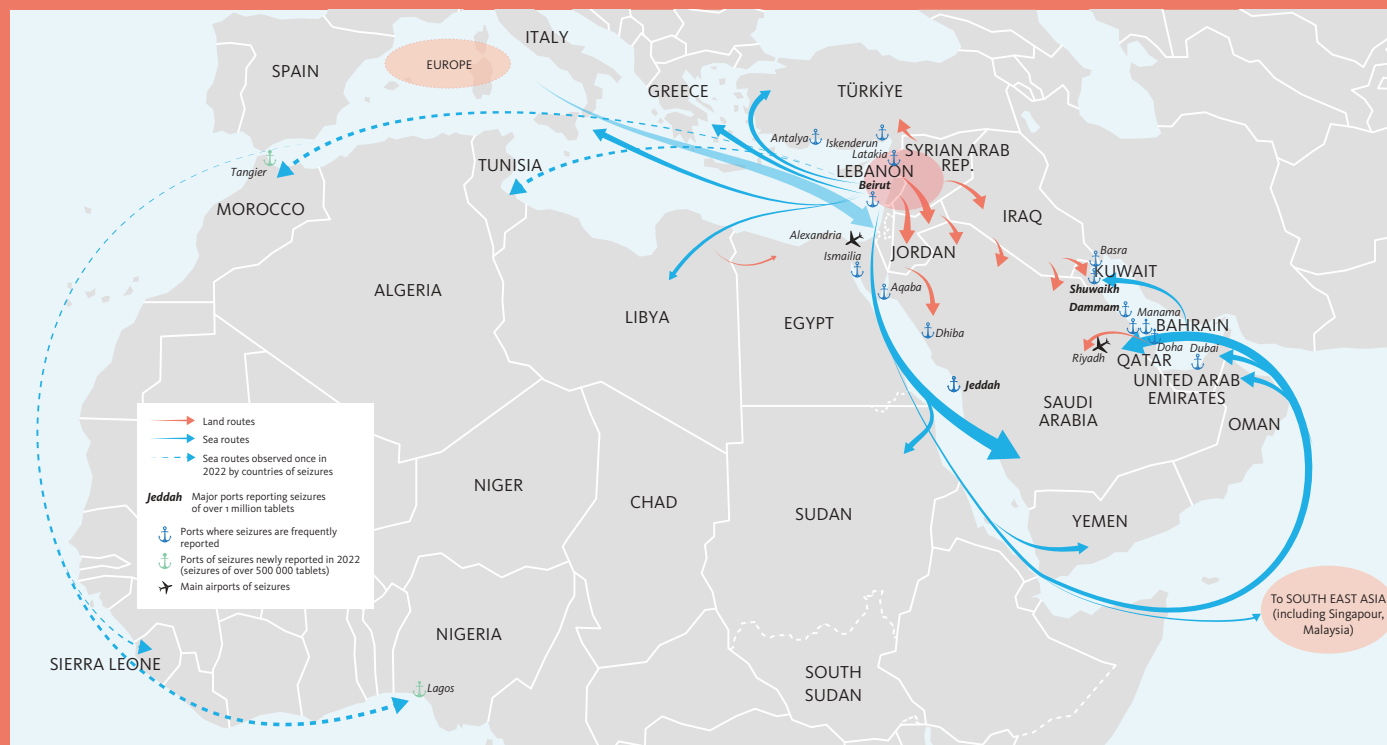 ITALY
SPAIN
EUROPE
GREECE
TÜRKİYE
Antalya
Iskenderun
Latakia
SYRIAN ARAB
REP.
LEBANON
Beirut
Tangier
TUNISIA
MOROCCO
IRAQ
Alexandria
Ismailia
JORDAN
Basra
KUWAIT
Shuwaikh
Aqaba
ALGERIA
LIBYA
EGYPT
Dhiba
Dammam
Manama
BAHRAIN
Doha
Dubai
Riyadh
QATAR
UNITED ARAB
EMIRATES
Jeddah
SAUDI
ARABIA
OMAN
Land routes
Sea routes
Sea routes observed once in
2022 by countries of seizures
Jeddah
Major ports reporting seizures
of over 1 million tablets
Ports where seizures are frequently
reported
Ports of seizures newly reported in 2022
(seizures of over 500 000 tablets)
Main airports of seizures
NIGER
CHAD
SUDAN
YEMEN
To SOUTH EAST ASIA
(including Singapour,
Malaysia)
NIGERIA
SIERRA LEONE
Lagos
SOUTH
SUDAN